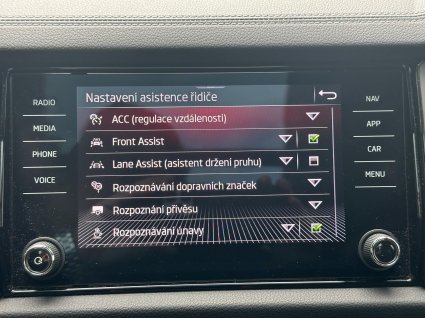 Nastavení asistence řidiče
RADIO
MEDIA
PHONE
VOICE
ACC (regulace vzdálenosti)
Front Assist
Lane Assist (asistent držení pruhu)
Rozpoznávání dopravních značek
Rozpoznání přívěsu
Rozpoznávání únavy
NAV
APP
CAR
MENU